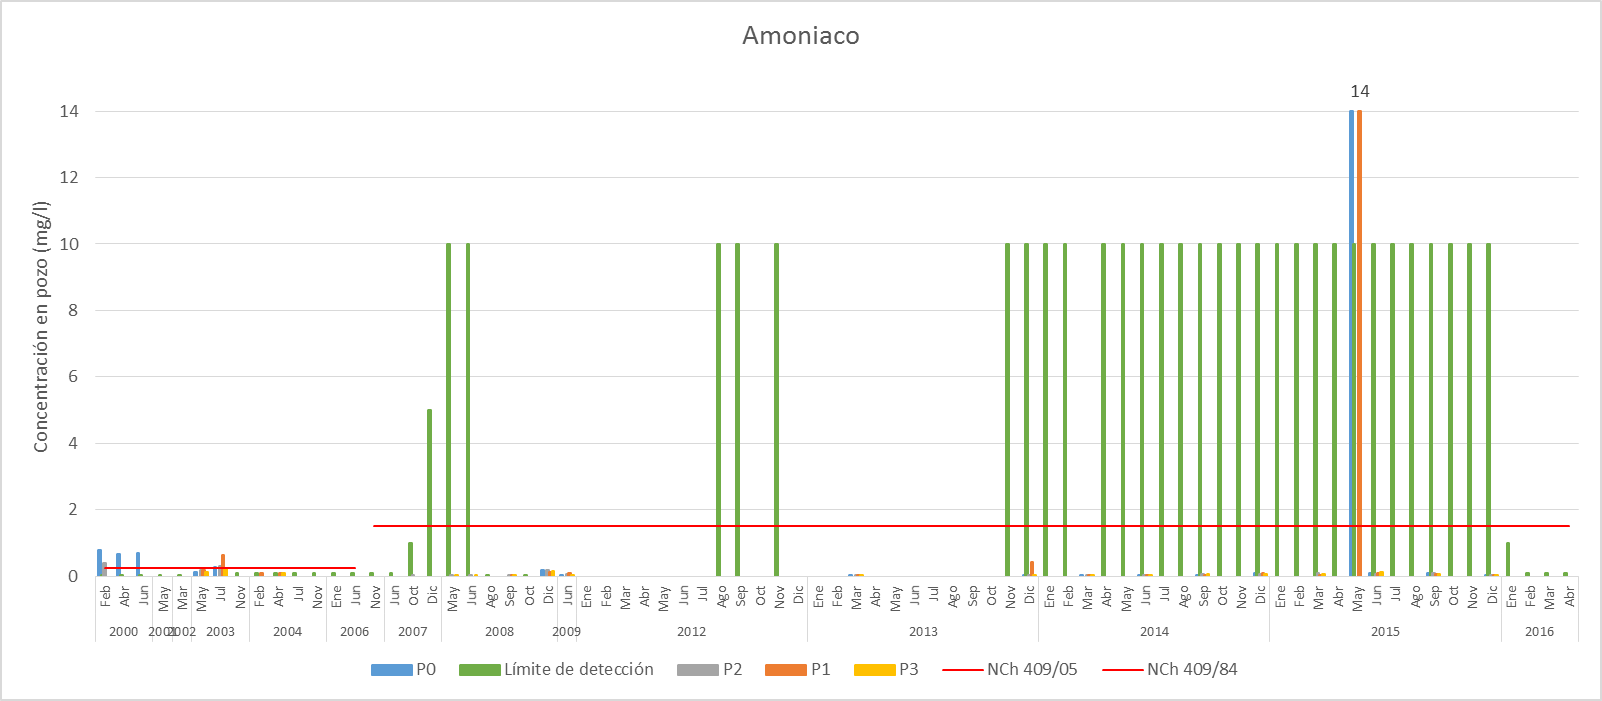 Amoniaco
Concentración en pozo (mg/l)
14
14
12
10
8
6
4
2
0
Feb Abr Jun May Mar May Jul Nov Feb Abr Jul Nov Ene Jun Nov Jun Oct Dic May Jun Ago Sep Oct Dic Jun Ene Feb Mar Abr May Jun Jul Ago Sep Oct Nov Dic Ene Feb Mar Abr May Jun Jul Ago Sep Oct Nov Dic Ene Feb Mar Abr May Jun Jul Ago Sep Oct Nov Dic Ene Feb Mar Abr May Jun Jul Ago Sep Oct Nov Dic Ene Feb Mar Abr
2000 2001 2002 2003 2004 2006 2007 2008 2009 2012 2013 2014 2015 2016
P0 Límite de detección P2 P1 P3 NCh 409/05 NCh 409/84